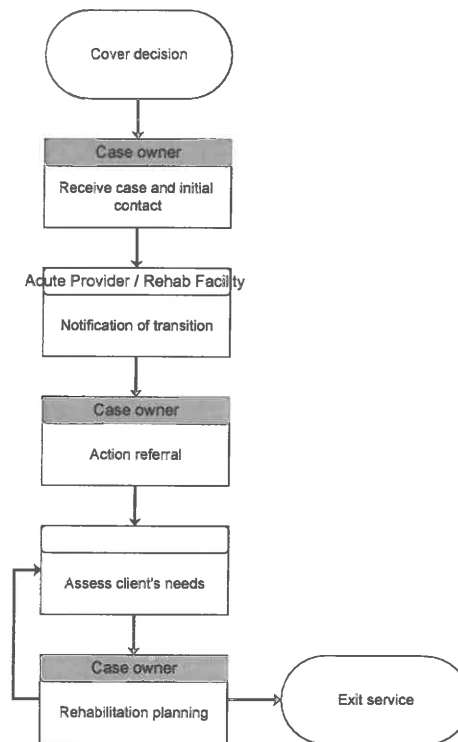 Cover decision
Case owner
Receive case and initial
contact
Acute Provider / Rehab Facility
Notification of transition
Case owner
Action referral
Assess client's needs
Case owner
Rehabilitation planning
Exit service